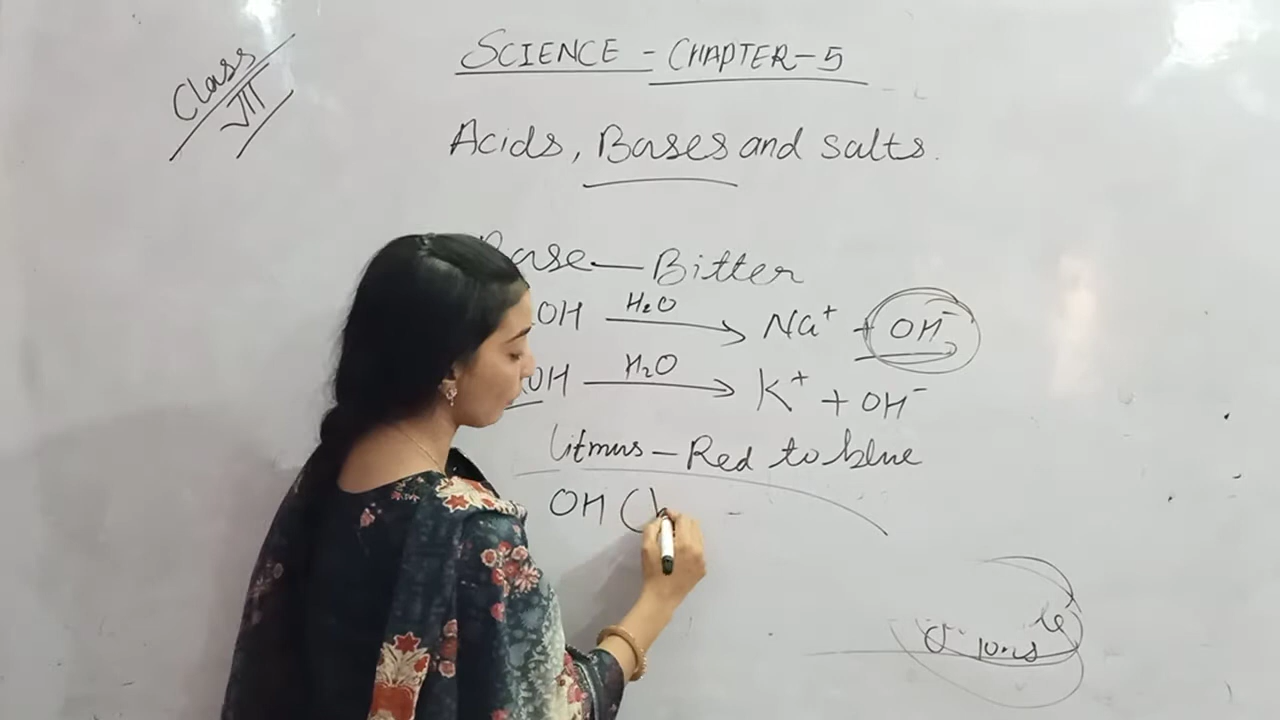 Class
VII
SCIENCE - CHAPTER-5
Acids, Bases and salts.
Base — Bitter
OH H₂O → Na⁺ + OH⁻
OH H₂O → K⁺ + OH⁻
litmus — Red to blue
OH (
ions